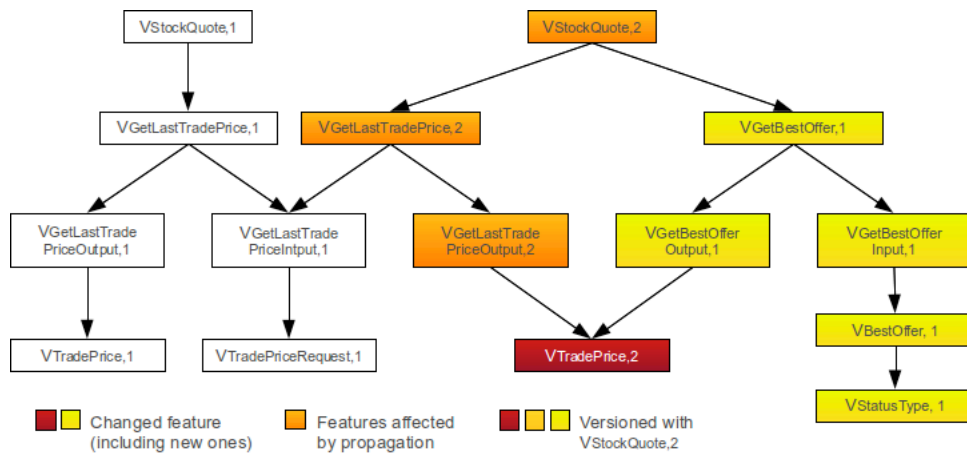 VStockQuote,1
VStockQuote,2
VGetLastTradePrice,1
VGetLastTradePrice,2
VGetBestOffer,1
VGetLastTrade
PriceOutput,1
VGetLastTrade
PriceIntput,1
VGetLastTrade
PriceOutput,2
VGetBestOffer
Output,1
VGetBestOffer
Input,1
VBestOffer, 1
VTradePrice,1
VTradePriceRequest,1
VTradePrice,2
VStatusType, 1
Changed feature
(including new ones)
Features affected
by propagation
Versioned with
VStockQuote,2